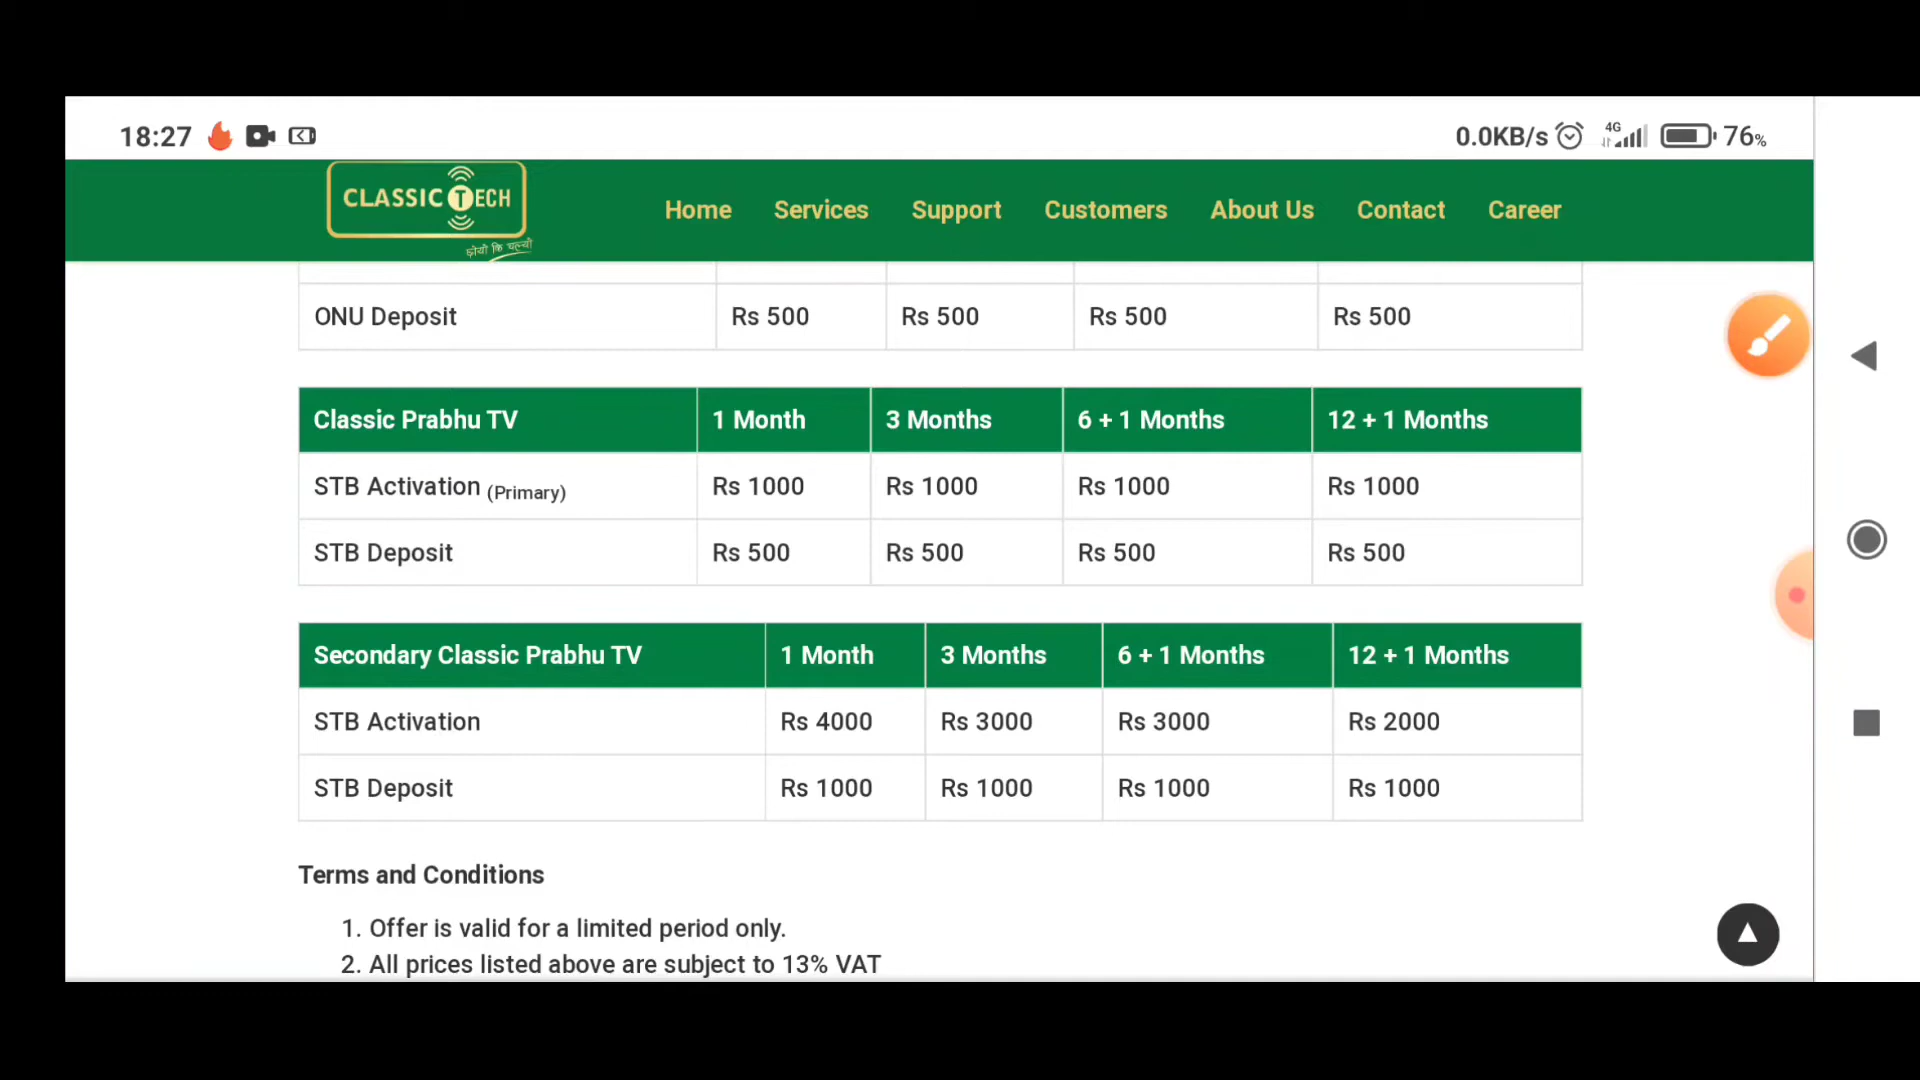 18:27 0.0KB/s 4G 76%
CLASSIC TECH
छोयो कि चल्यो
Home Services Support Customers About Us Contact Career
ONU Deposit Rs 500 Rs 500 Rs 500 Rs 500
Classic Prabhu TV 1 Month 3 Months 6 + 1 Months 12 + 1 Months
STB Activation (Primary) Rs 1000 Rs 1000 Rs 1000 Rs 1000
STB Deposit Rs 500 Rs 500 Rs 500 Rs 500
Secondary Classic Prabhu TV 1 Month 3 Months 6 + 1 Months 12 + 1 Months
STB Activation Rs 4000 Rs 3000 Rs 3000 Rs 2000
STB Deposit Rs 1000 Rs 1000 Rs 1000 Rs 1000
Terms and Conditions
1. Offer is valid for a limited period only.
2. All prices listed above are subject to 13% VAT